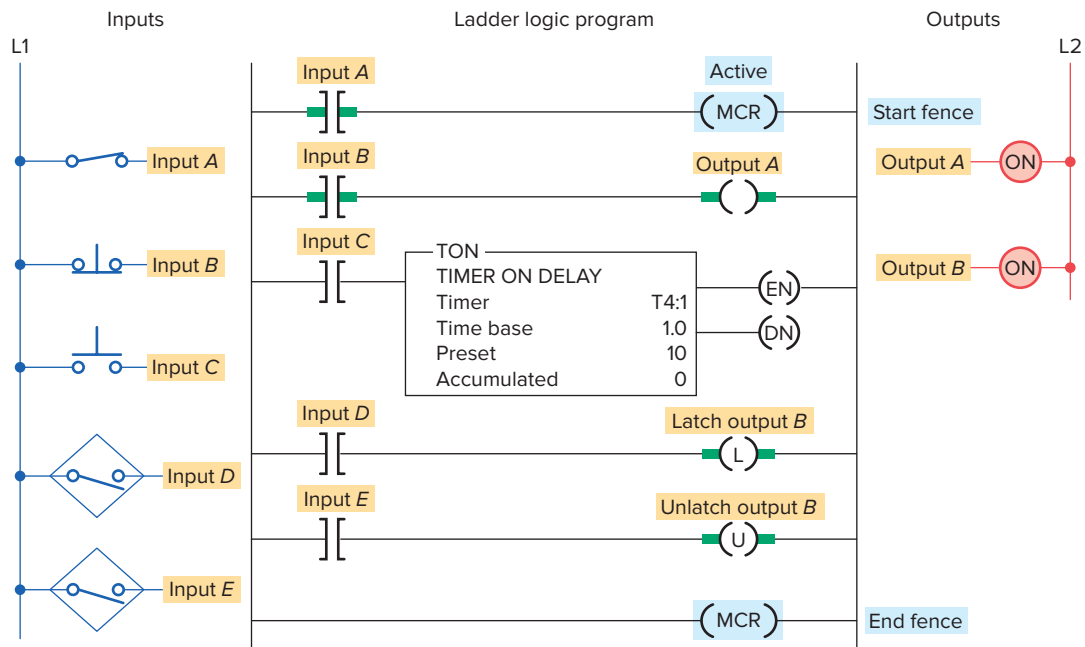 Inputs
Ladder logic program
Outputs
L1
L2
Input A
Active
(MCR)
Start fence
Input A
Input B
Output A
Output A
ON
Input B
Input C
TON
TIMER ON DELAY
Timer T4:1
Time base 1.0
Preset 10
Accumulated 0
EN
DN
Output B
ON
Input C
Input D
Latch output B
L
Input D
Input E
Unlatch output B
U
Input E
(MCR)
End fence